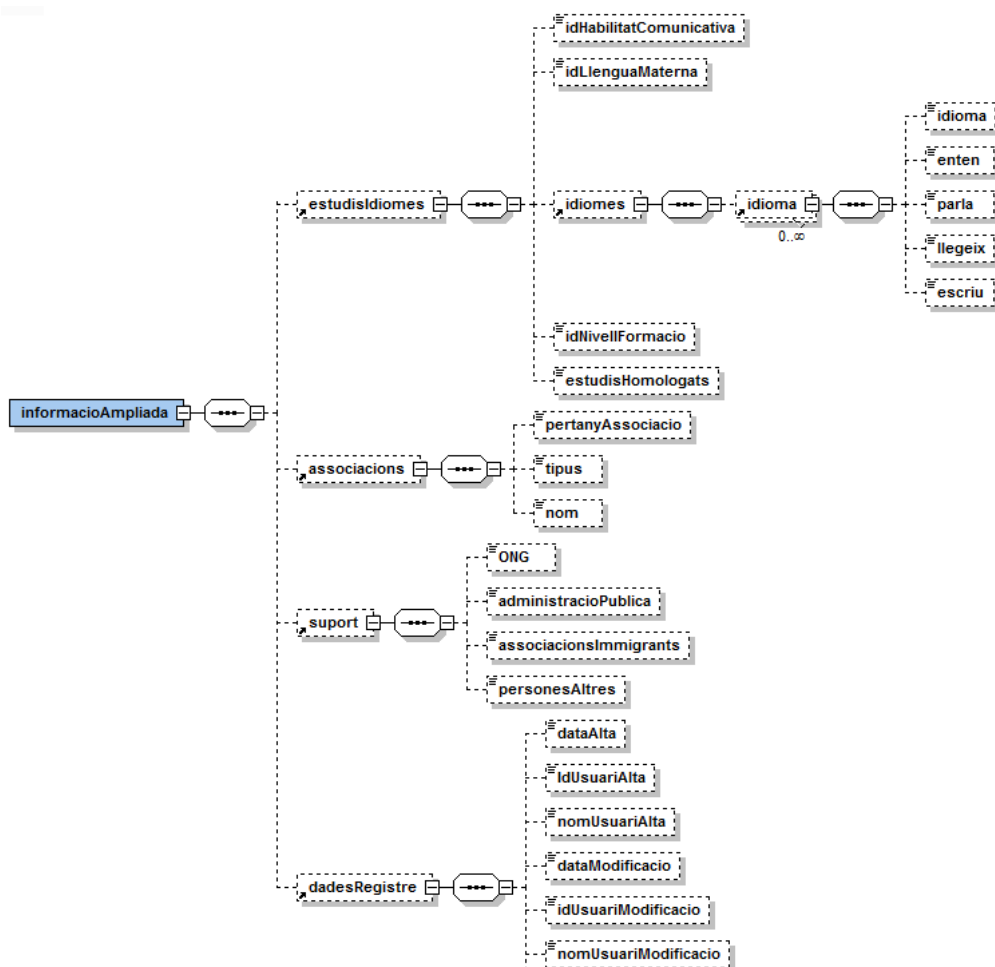 informacioAmpliada
estudisIdiomes
idHabilitatComunicativa
idLlenguaMaterna
idiomes
idioma
0..∞
idioma
enten
parla
llegeix
escriu
idNivellFormacio
estudisHomologats
associacions
pertanyAssociacio
tipus
nom
suport
ONG
administracioPublica
associacionsImmigrants
personesAltres
dadesRegistre
dataAlta
IdUsuariAlta
nomUsuariAlta
dataModificacio
idUsuariModificacio
nomUsuariModificacio